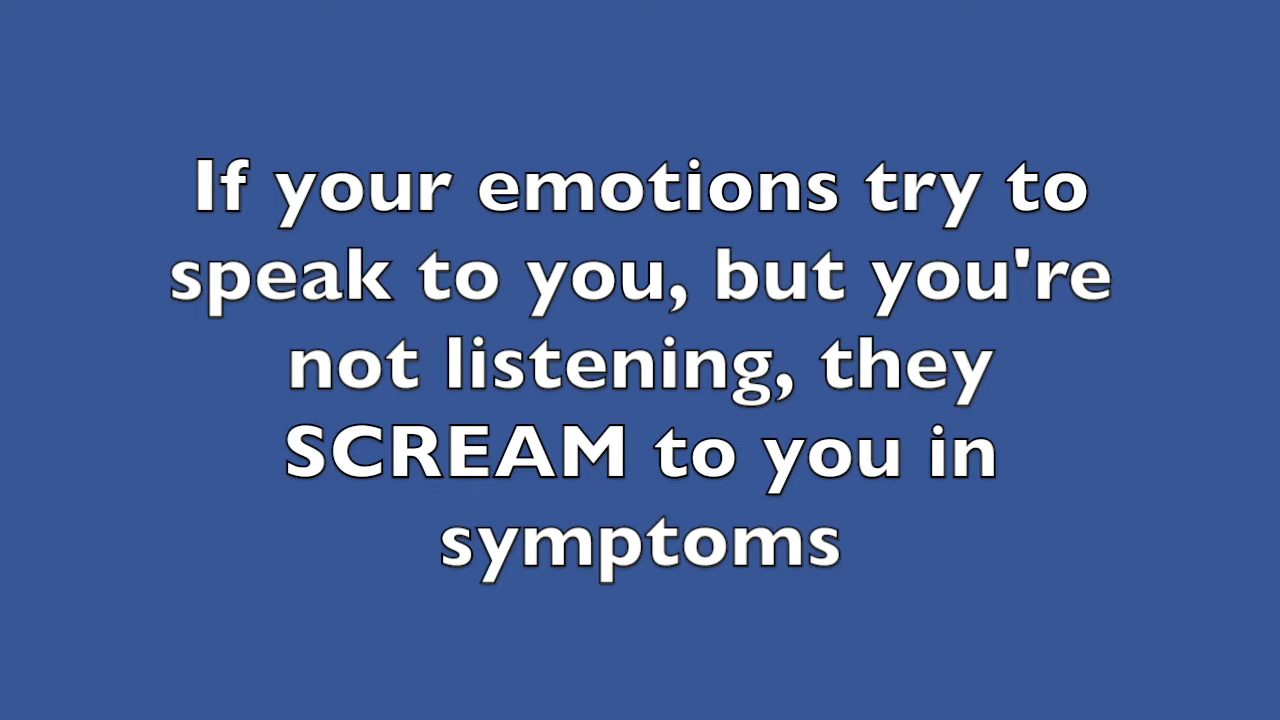 If your emotions try to
speak to you, but you're
not listening, they
SCREAM to you in
symptoms